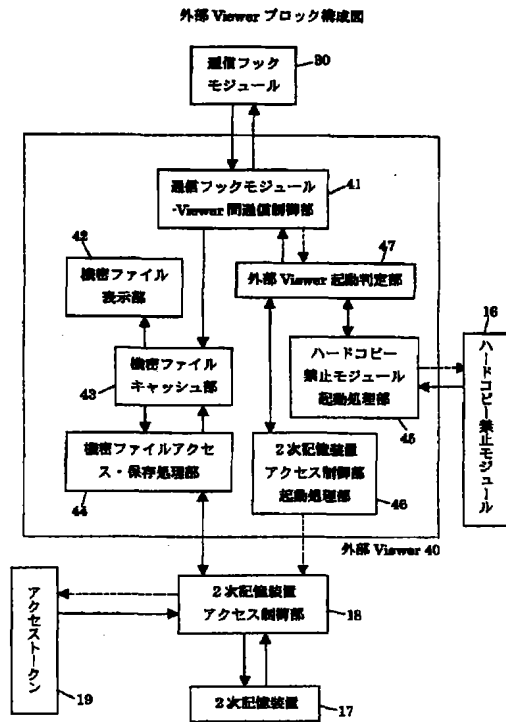 外部 Viewer ブロック構成図
30
通信フック
モジュール
41
通信フックモジュール
-Viewer 間通信制御部
42
機密ファイル
表示部
47
外部 Viewer 起動判定部
16
ハードコピー禁止モジュール
機密ファイル
キャッシュ部
43
ハードコピー
禁止モジュール
起動処理部
45
機密ファイルアクセ
ス・保存処理部
44
2次記憶装置
アクセス制御部
起動処理部
46
外部 Viewer 40
アクセストークン
19
2次記憶装置
アクセス制御部
18
2次記憶装置
17